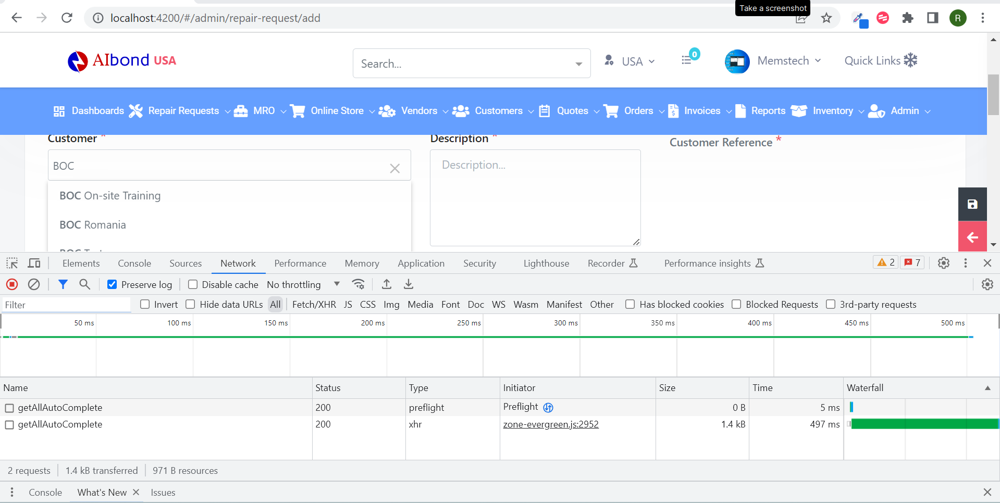 Take a screenshot
localhost:4200/#/admin/repair-request/add
R
AIbond USA
Search...
USA
0
Memstech
Quick Links
Dashboards Repair Requests MRO Online Store Vendors Customers Quotes Orders Invoices Reports Inventory Admin
Customer *
Description *
Customer Reference *
BOC
Description...
BOC On-site Training
BOC Romania
BOC
Elements Console Sources Network Performance Memory Application Security Lighthouse Recorder Performance insights 2 7
Preserve log Disable cache No throttling
Filter Invert Hide data URLs All Fetch/XHR JS CSS Img Media Font Doc WS Wasm Manifest Other Has blocked cookies Blocked Requests 3rd-party requests
50 ms 100 ms 150 ms 200 ms 250 ms 300 ms 350 ms 400 ms 450 ms 500 ms
Name Status Type Initiator Size Time Waterfall
getAllAutoComplete 200 preflight Preflight 0 B 5 ms
getAllAutoComplete 200 xhr zone-evergreen.js:2952 1.4 kB 497 ms
2 requests 1.4 kB transferred 971 B resources
Console What's New Issues